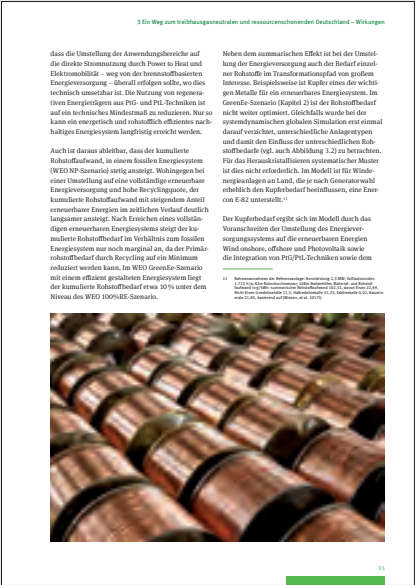 3 Ein Weg zum treibhausgasneutralen und ressourcenschonenden Deutschland – Wirkungen
dass die Umstellung der Anwendungsbereiche auf
die direkte Stromnutzung durch Power to Heat und
Elektromobilität – weg von der brennstoffbasierten
Energieversorgung – überall erfolgen sollte, wo dies
technisch umsetzbar ist. Die Nutzung von regenera-
tiven Energieträgern aus PtG- und PtL-Techniken ist
auf ein technisches Mindestmaß zu reduzieren. Nur so
kann ein energetisch und rohstofflich effizientes nach-
haltiges Energiesystem langfristig erreicht werden.
Auch ist daraus ableitbar, dass der kumulierte
Rohstoffaufwand, in einem fossilen Energiesystem
(WEO NP-Szenario) stetig ansteigt. Wohingegen bei
einer Umstellung auf eine vollständige erneuerbare
Energieversorgung und hohe Recyclingquote, der
kumulierte Rohstoffaufwand mit steigendem Anteil
erneuerbarer Energien im zeitlichen Verlauf deutlich
langsamer ansteigt. Nach Erreichen eines vollstän-
digen erneuerbaren Energiesystems steigt der ku-
mulierte Rohstoffbedarf im Verhältnis zum fossilen
Energiesystem nur noch marginal an, da der Primär-
rohstoffbedarf durch Recycling auf ein Minimum
reduziert werden kann. Im WEO GreenEe-Szenario
mit einem effizient gestalteten Energiesystem liegt
der kumulierte Rohstoffbedarf etwa 10 % unter dem
Niveau des WEO 100%RE-Szenario.
Neben dem summarischen Effekt ist bei der Umstel-
lung der Energieversorgung auch der Bedarf einzel-
ner Rohstoffe im Transformationspfad von großem
Interesse. Beispielsweise ist Kupfer eines der wichti-
gen Metalle für ein erneuerbares Energiesystem. Im
GreenEe-Szenario (Kapitel 2) ist der Rohstoffbedarf
nicht weiter optimiert. Gleichfalls wurde bei der
systemdynamischen globalen Simulation erst einmal
darauf verzichtet, unterschiedliche Anlagentypen
und damit den Einfluss der unterschiedlichen Roh-
stoffbedarfe (vgl. auch Abbildung 3.2) zu betrachten.
Für das Herauskristallisieren systematischer Muster
ist dies nicht erforderlich. Im Modell ist für Winde-
nergieanlagen an Land, die je nach Generatorwahl
erheblich den Kupferbedarf beeinflussen, eine Ener-
con E-82 unterstellt.¹¹
Der Kupferbedarf ergibt sich im Modell durch das
Voranschreiten der Umstellung des Energiever-
sorgungssystems auf die erneuerbaren Energien
Wind onshore, offshore und Photovoltaik sowie
die Integration von PtG/PtL-Techniken sowie dem
11
55